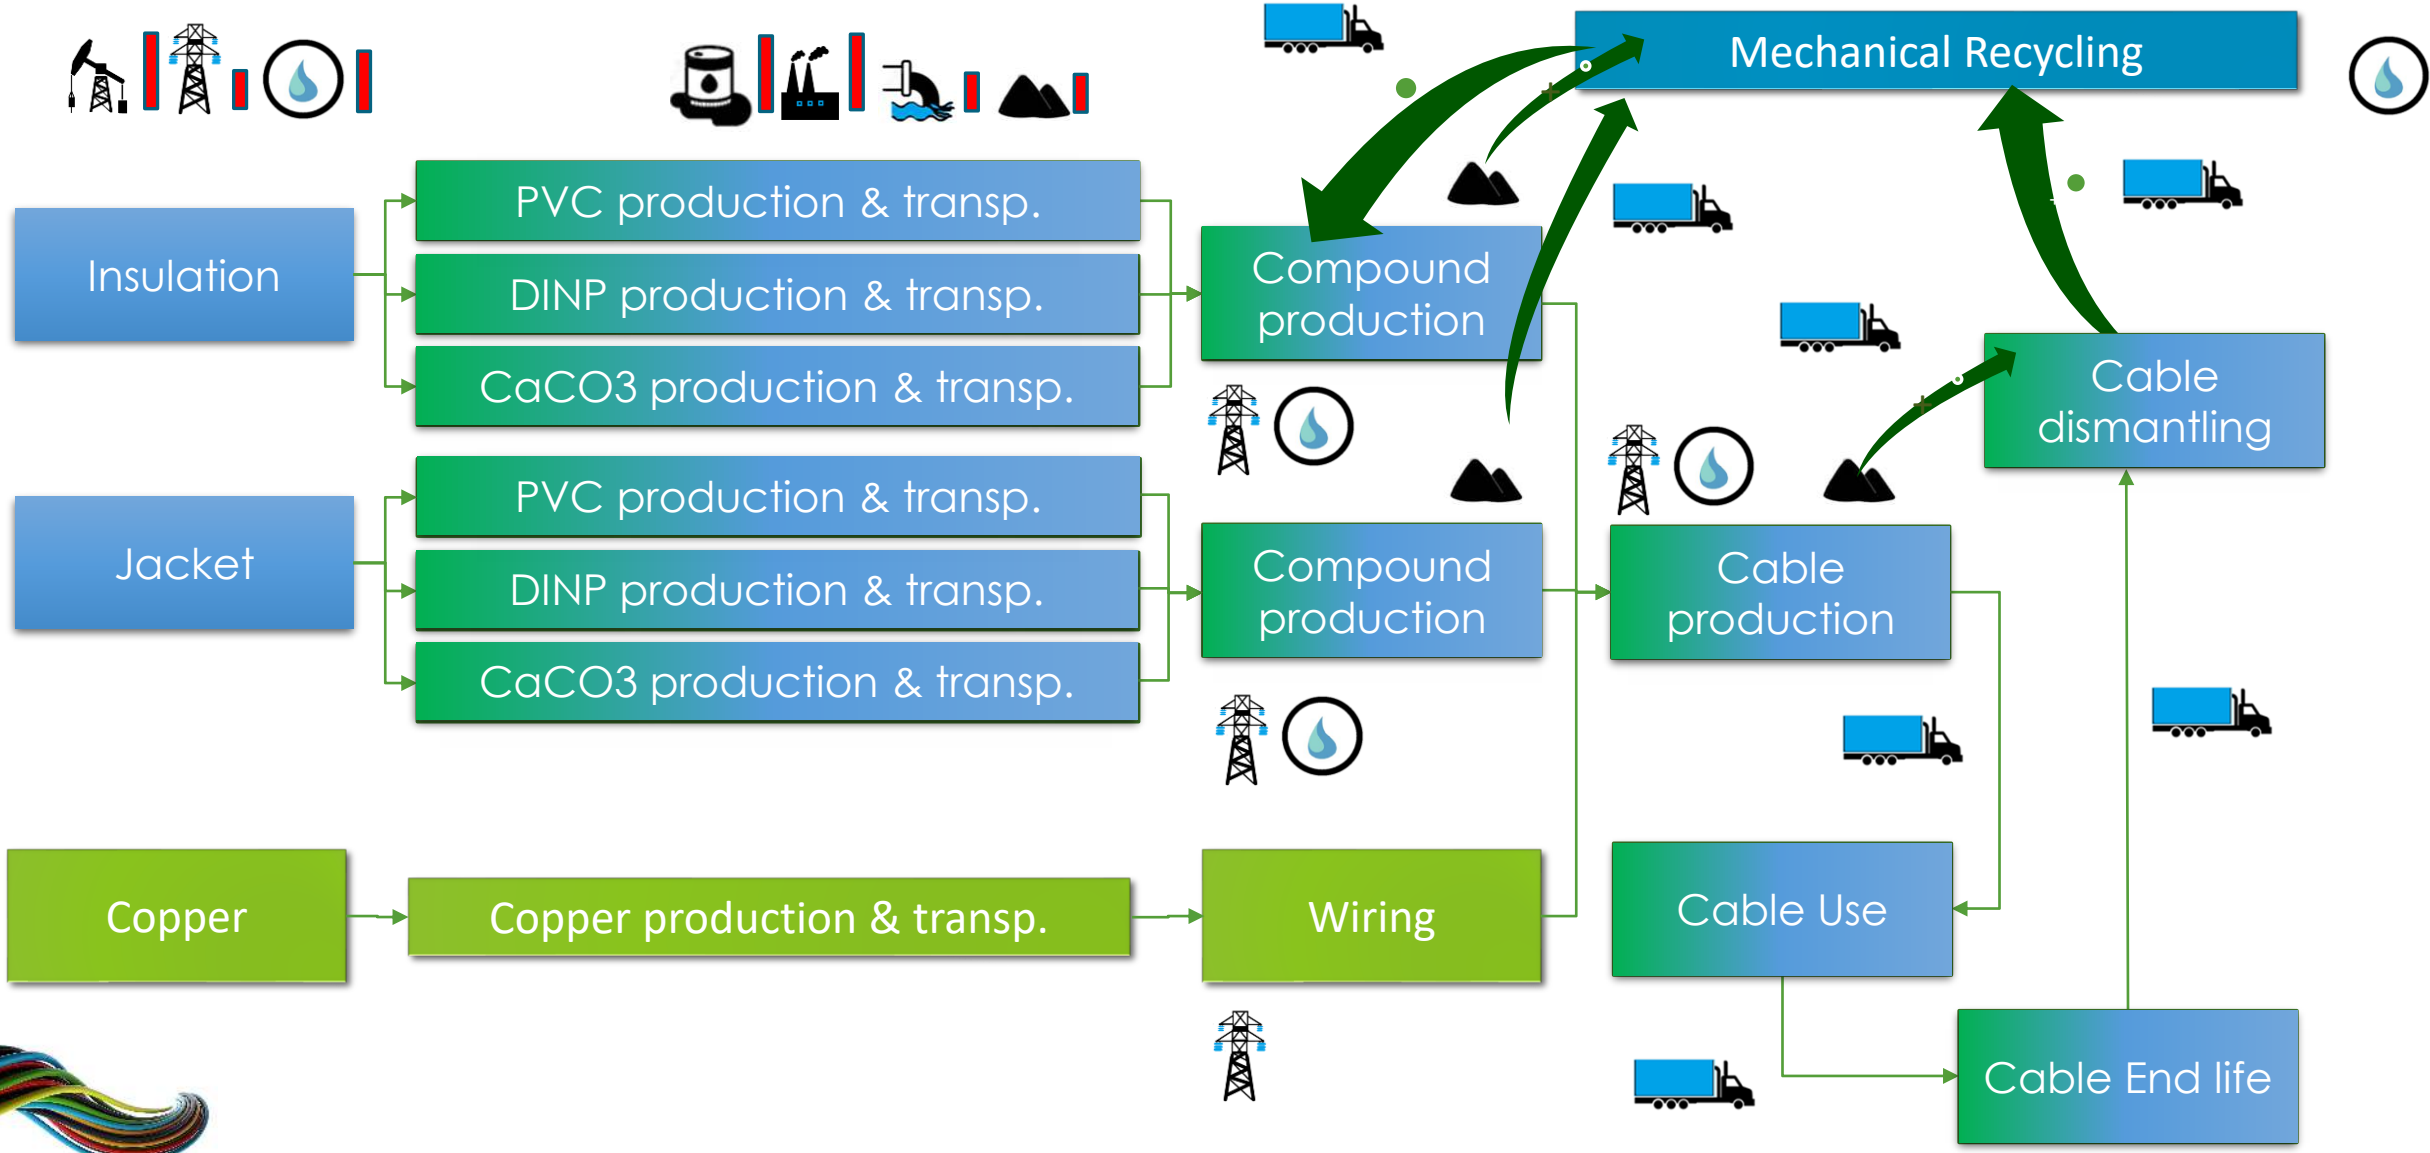 Mechanical Recycling
Insulation
PVC production & transp.
DINP production & transp.
CaCO3 production & transp.
Compound
production
Jacket
PVC production & transp.
DINP production & transp.
CaCO3 production & transp.
Compound
production
Cable
production
Cable
dismantling
Copper
Copper production & transp.
Wiring
Cable Use
Cable End life